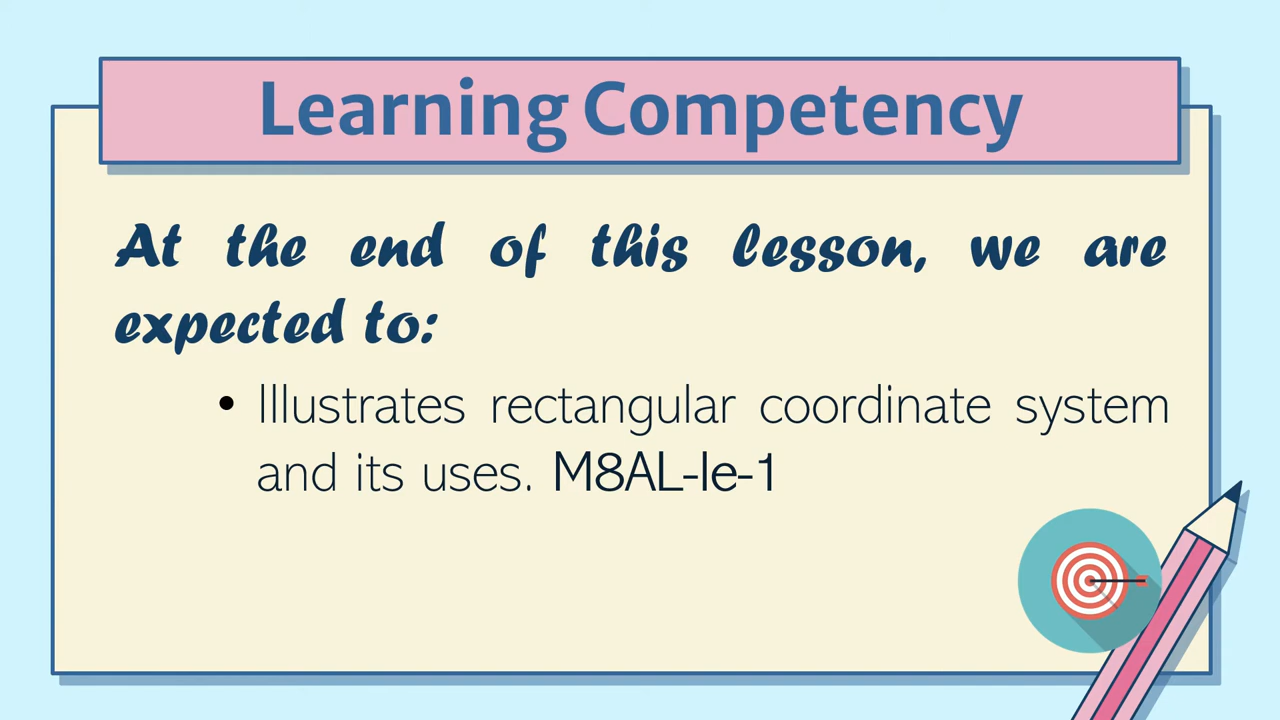 Learning Competency
At the end of this lesson, we are
expected to:
• Illustrates rectangular coordinate system
and its uses. M8AL-Ie-1